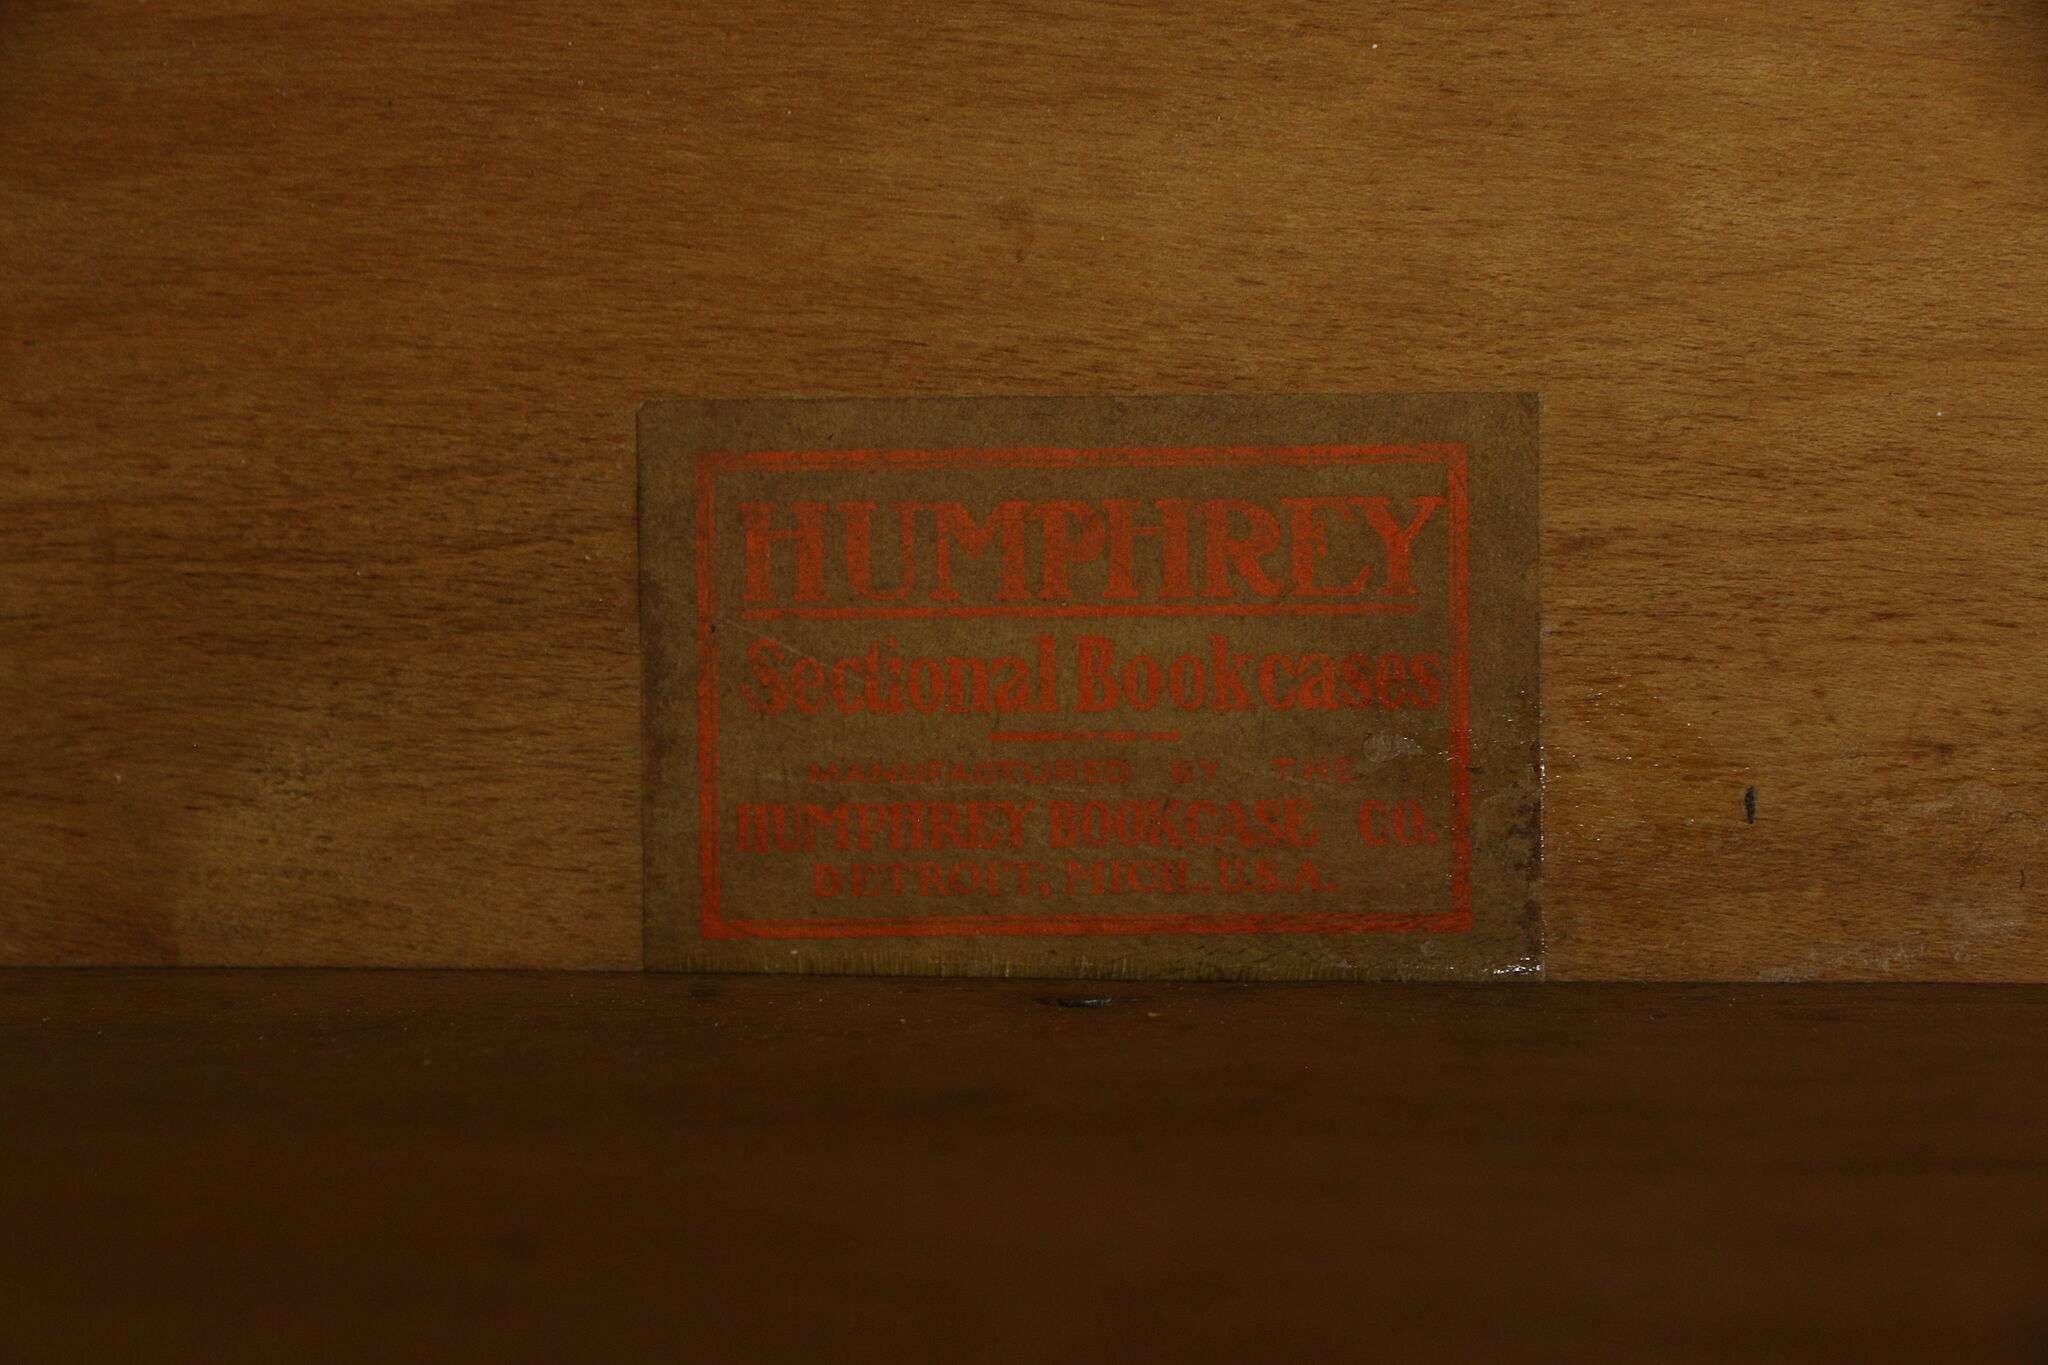 HUMPHREY
Sectional Bookcases
MANUFACTURED BY THE
HUMPHREY BOOKCASE CO.
DETROIT, MICH., U.S.A.